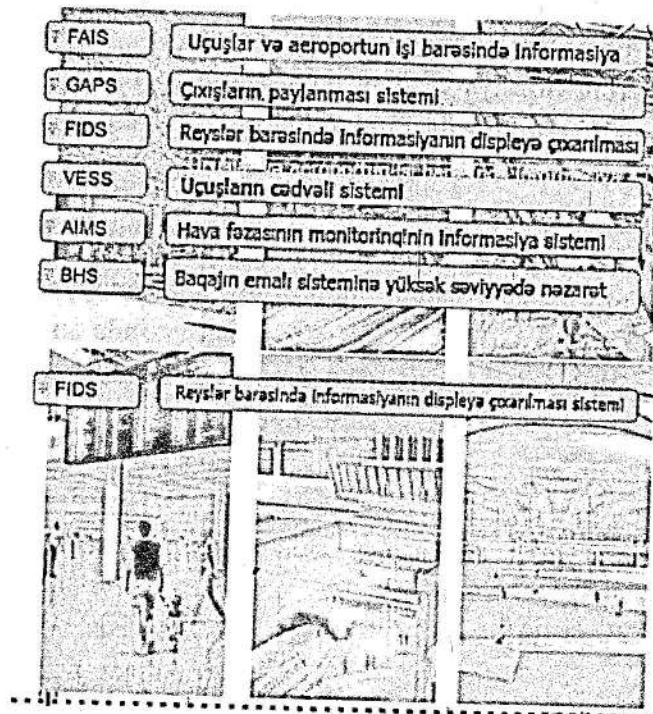 FAIS Uçuşlar və aeroportun işi barəsində informasiya
GAPS Çıxışların paylanması sistemi
FIDS Reyslər barəsində informasiyanın displeyə çıxarılması
VESS Uçuşların cədvəli sistemi
AIMS Hava fəzasının monitorinqinin informasiya sistemi
BHS Baqajın emalı sisteminə yüksək səviyyədə nəzarət
FIDS Reyslər barəsində informasiyanın displeyə çıxarılması sistemi